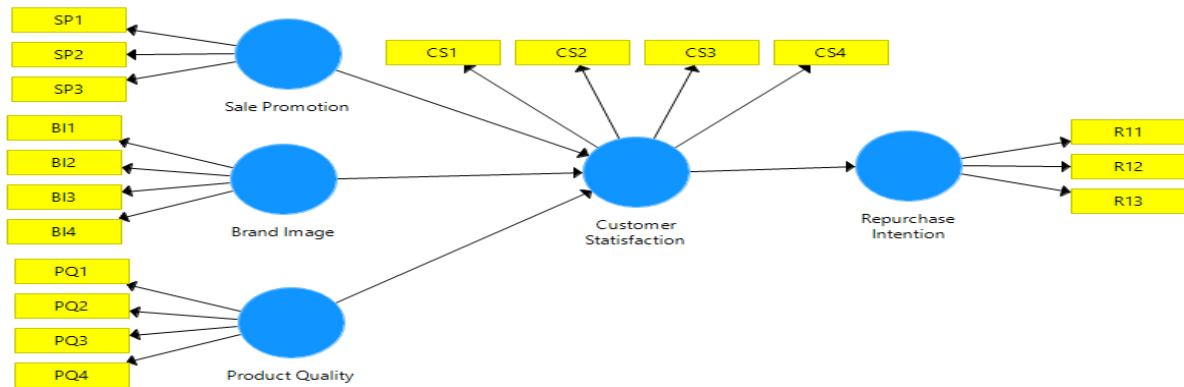 SP1
SP2
SP3
Sale Promotion
BI1
BI2
BI3
BI4
Brand Image
PQ1
PQ2
PQ3
PQ4
Product Quality
CS1
CS2
CS3
CS4
Customer
Statisfaction
Repurchase
Intention
R11
R12
R13